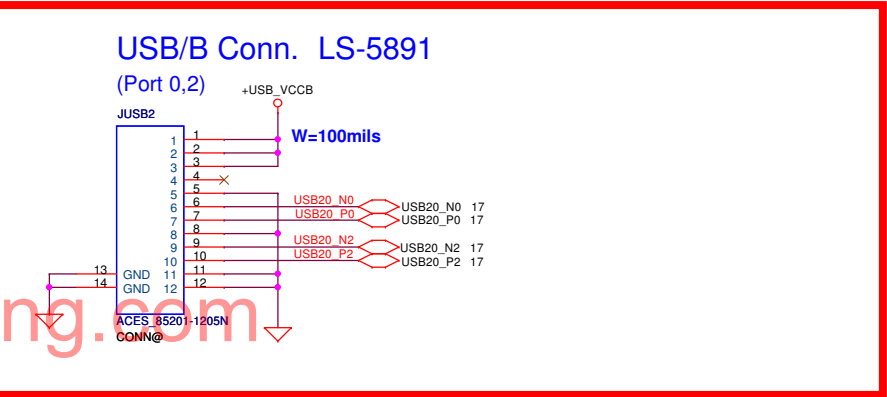 USB/B Conn. LS-5891
(Port 0,2)
+USB_VCCB
JUSB2
W=100mils
1 1
2 2
3 3
4 4
5 5
6 6 USB20_N0 USB20_N0 17
7 7 USB20_P0 USB20_P0 17
8 8
9 9 USB20_N2 USB20_N2 17
10 10 USB20_P2 USB20_P2 17
13 GND 11 11
14 GND 12 12
ng.com
ACES_85201-1205N
CONN@